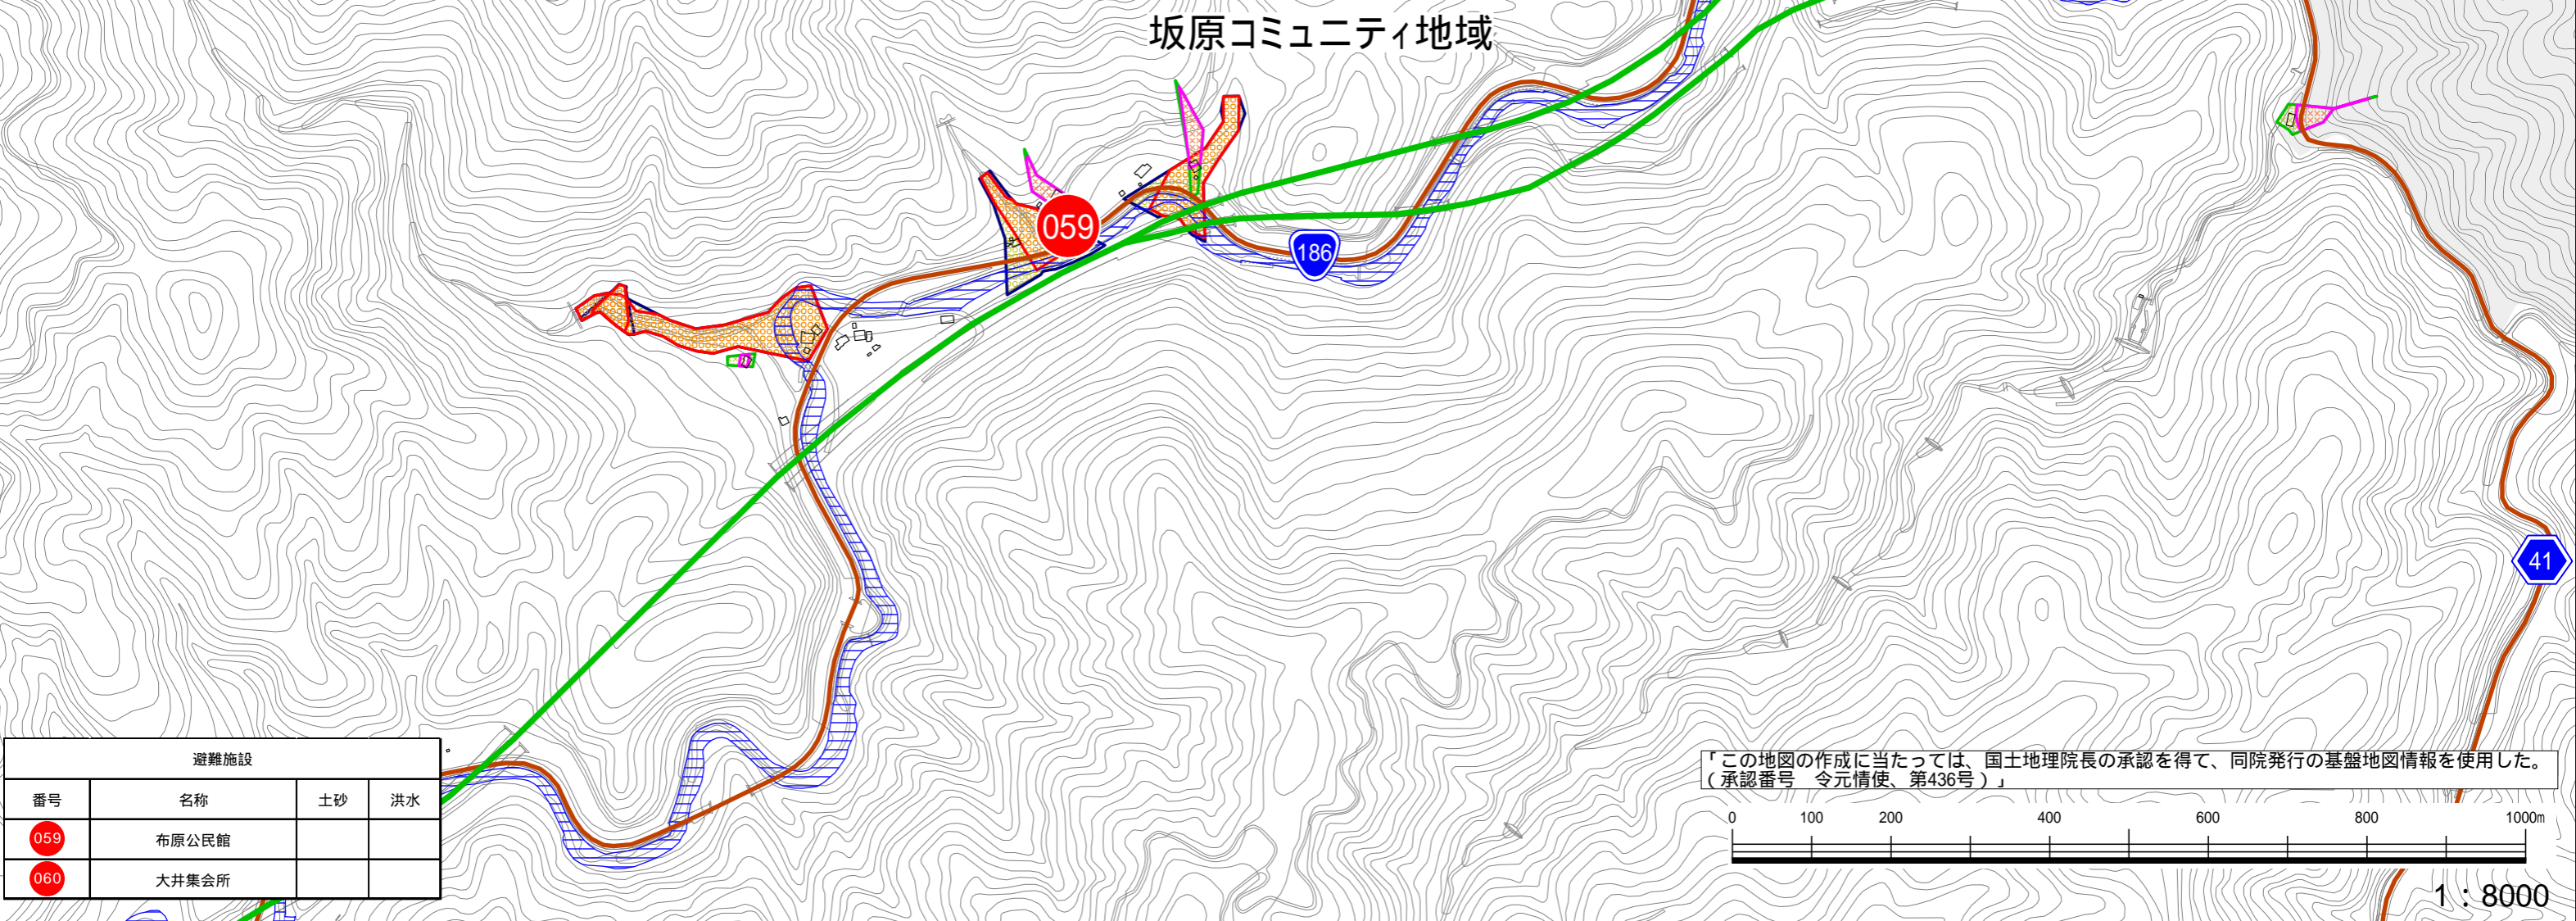 坂原コミュニティ地域
059
186
41
避難施設
番号 名称 土砂 洪水
059 布原公民館
060 大井集会所
「この地図の作成に当たっては、国土地理院長の承認を得て、同院発行の基盤地図情報を使用した。
（承認番号　令元情使、第436号）」
0 100 200 400 600 800 1000m
1：8000